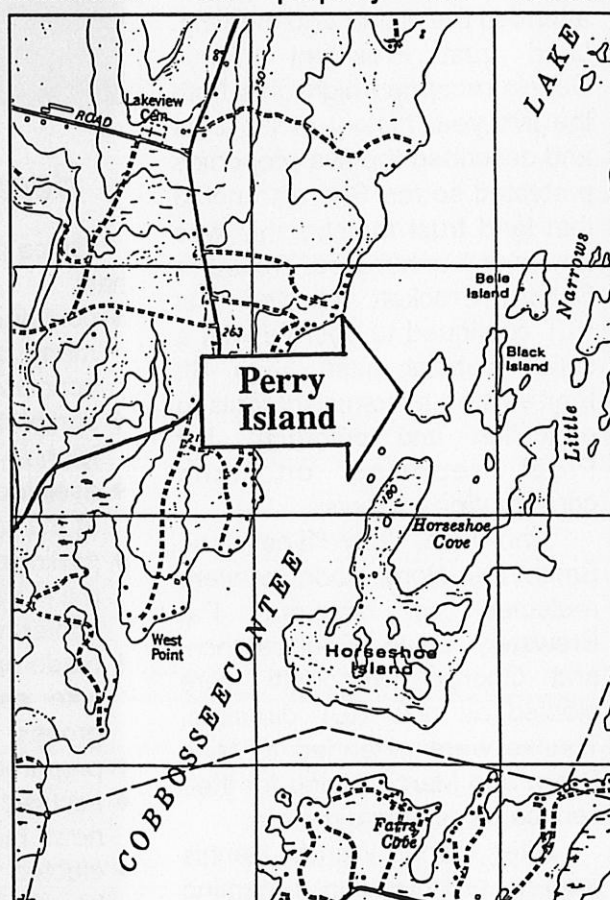 LAKE
Lakeview
Cem
ROAD
250
Belle
Island
Narrows
263
Black
Island
Perry
Island
Little
Horseshoe
Cove
West
Point
Horseshoe
Island
COBBOSSEECONTEE
Farrs
Cove